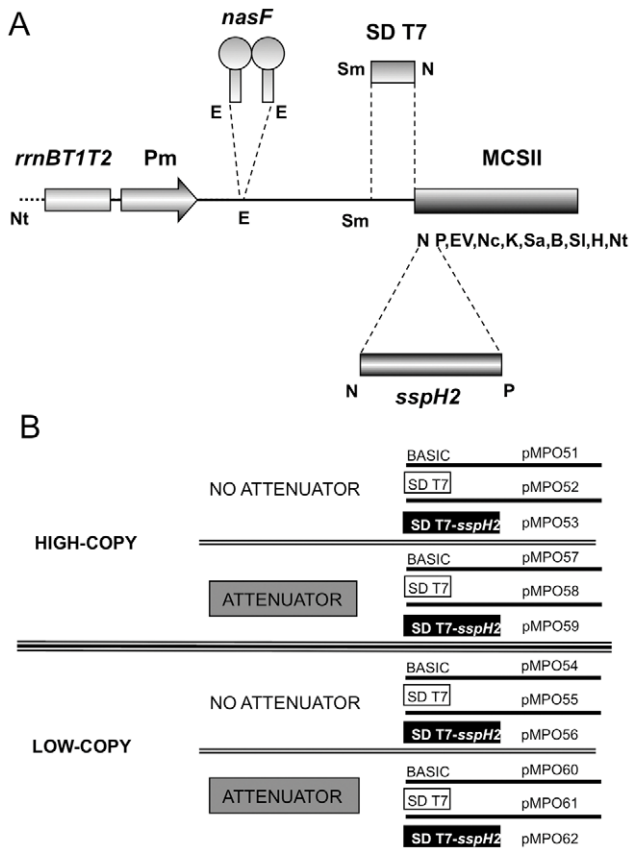 A
nasF
E E
SD T7
Sm N
rrnBT1T2 Pm MCSII
Nt E Sm
N P,EV,Nc,K,Sa,B,Sl,H,Nt
N sspH2 P
B
HIGH-COPY
NO ATTENUATOR
BASIC pMPO51
SD T7 pMPO52
SD T7-sspH2 pMPO53
ATTENUATOR
BASIC pMPO57
SD T7 pMPO58
SD T7-sspH2 pMPO59
LOW-COPY
NO ATTENUATOR
BASIC pMPO54
SD T7 pMPO55
SD T7-sspH2 pMPO56
ATTENUATOR
BASIC pMPO60
SD T7 pMPO61
SD T7-sspH2 pMPO62